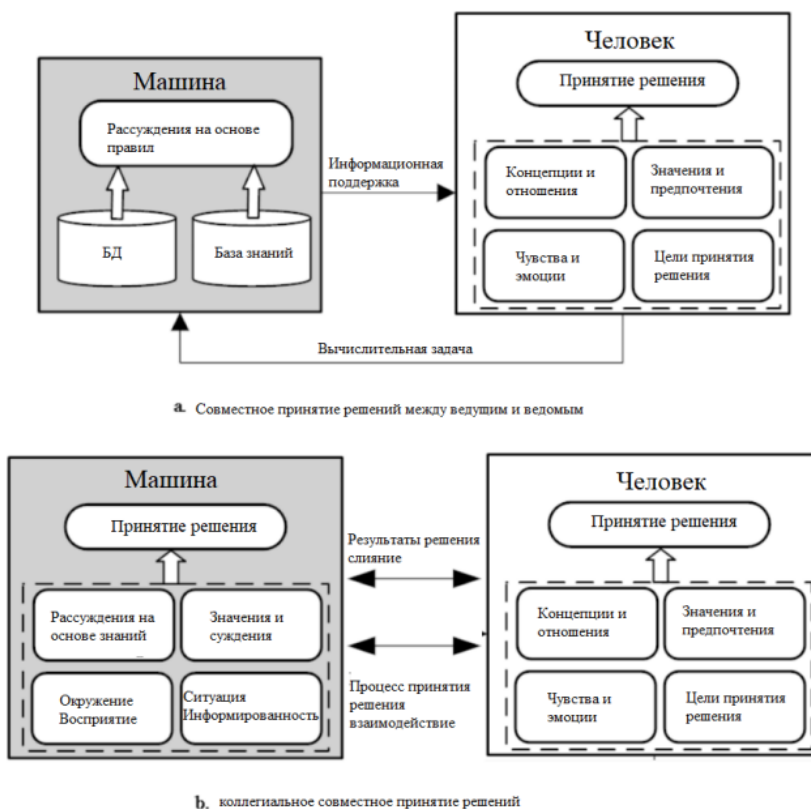 Машина
Рассуждения на основе
правил
БД
База знаний
Информационная
поддержка
Человек
Принятие решения
Концепции и
отношения
Значения и
предпочтения
Чувства и
эмоции
Цели принятия
решения
Вычислительная задача
a. Совместное принятие решений между ведущим и ведомым
Машина
Принятие решения
Рассуждения на
основе знаний
Значения и
суждения
Окружение
Восприятие
Ситуация
Информированность
Результаты решения
слияние
Процесс принятия
решения
взаимодействие
Человек
Принятие решения
Концепции и
отношения
Значения и
предпочтения
Чувства и
эмоции
Цели принятия
решения
b. коллегиальное совместное принятие решений